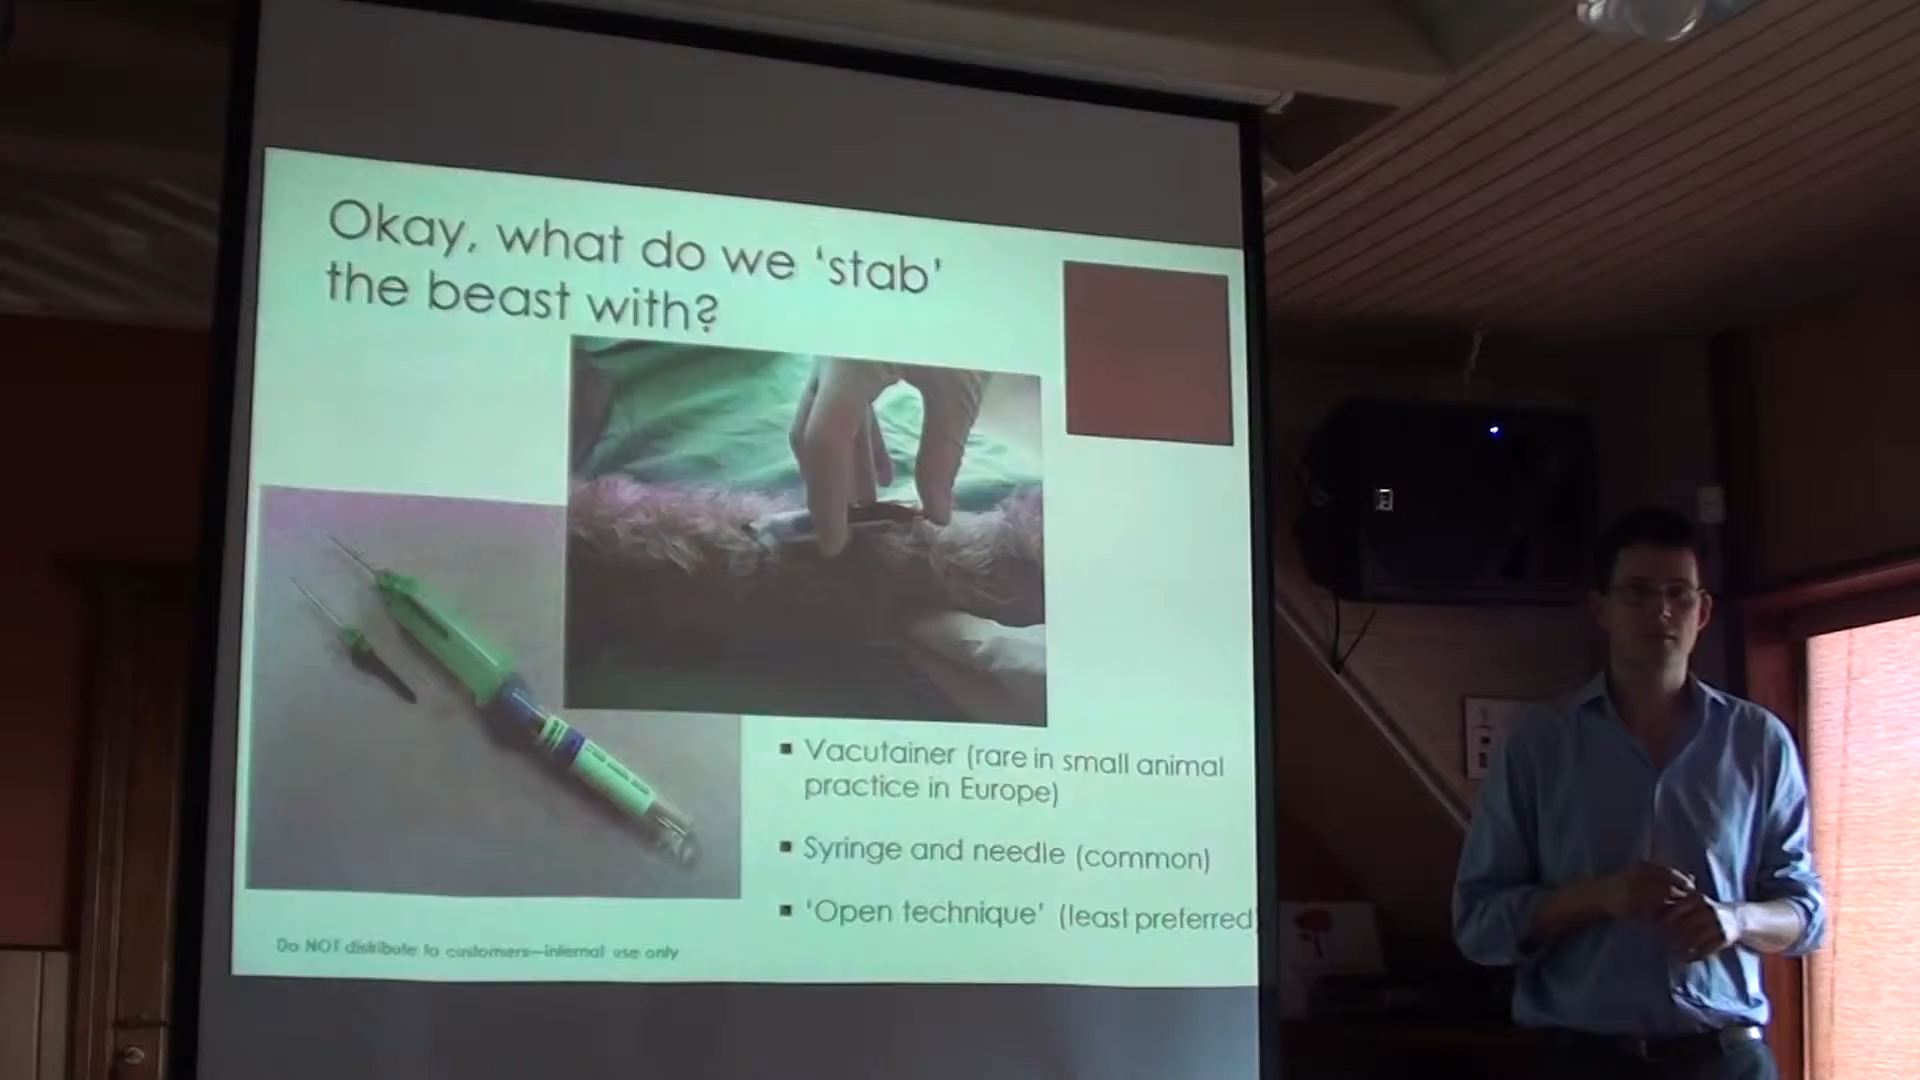 Okay, what do we ‘stab’
the beast with?
▪ Vacutainer (rare in small animal
practice in Europe)
▪ Syringe and needle (common)
▪ ‘Open technique’ (least preferred)
Do NOT distribute to customers—internal use only